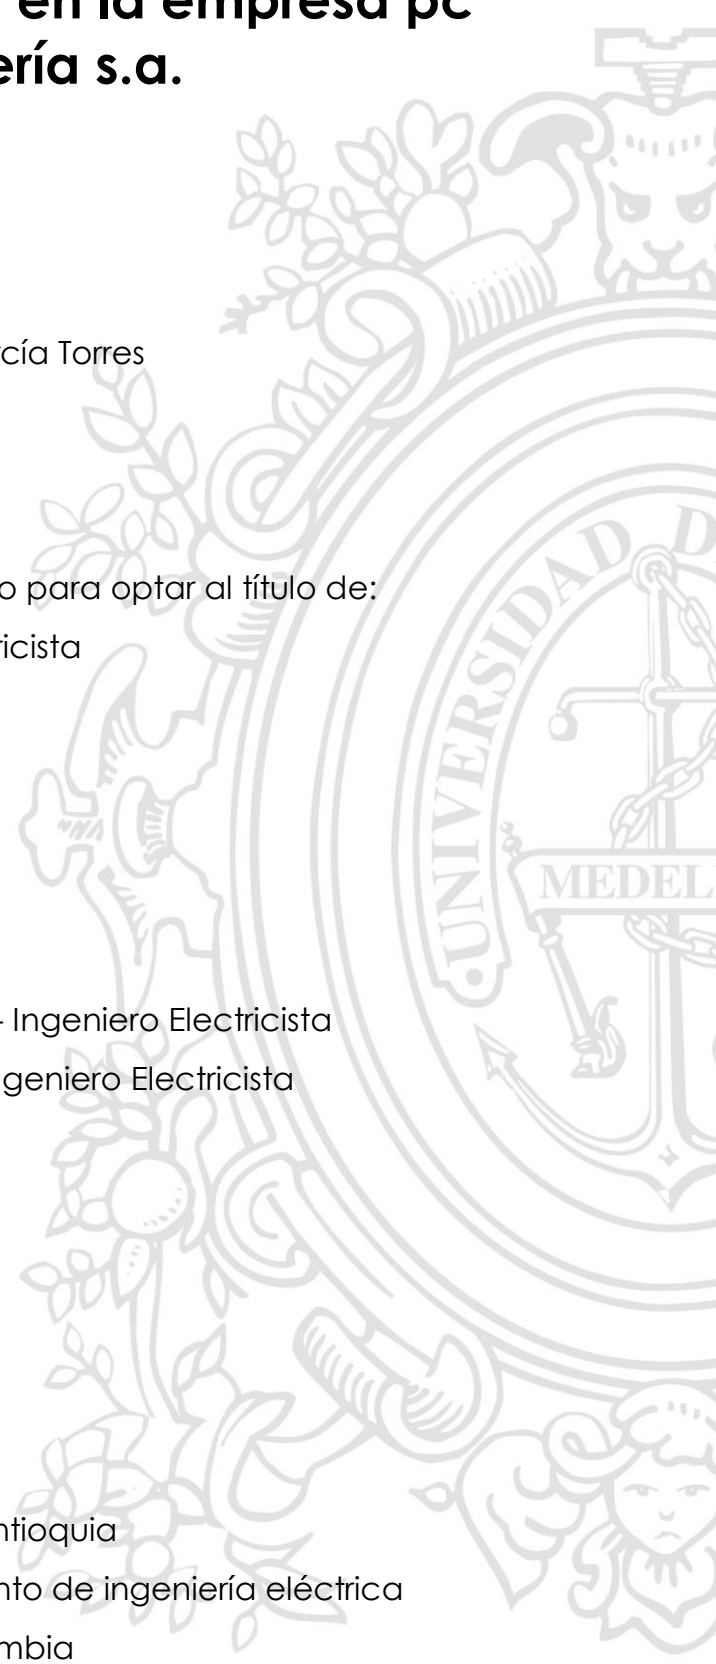 en la empresa pc
ería s.a.
rcía Torres
o para optar al título de:
ricista
- Ingeniero Electricista
geniero Electricista
ntioquia
nto de ingeniería eléctrica
mbia
UNIVERSIDAD D
MEDEL